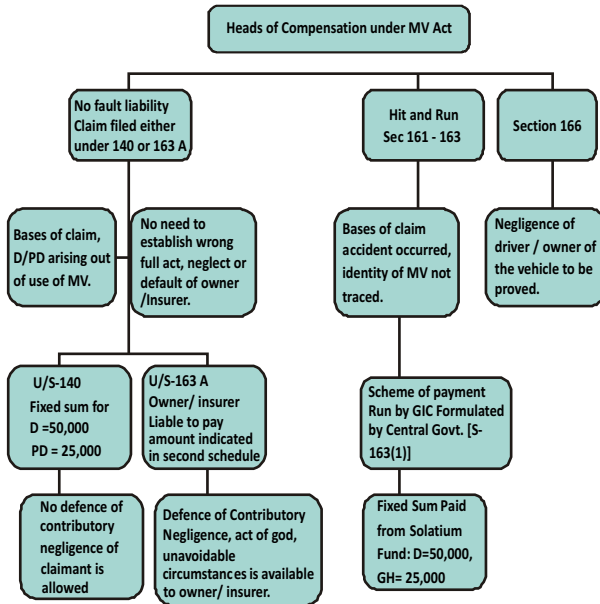 Heads of Compensation under MV Act
No fault liability
Claim filed either
under 140 or 163 A
Hit and Run
Sec 161 - 163
Section 166
Bases of claim,
D/PD arising out
of use of MV.
No need to
establish wrong
full act, neglect or
default of owner
/Insurer.
Bases of claim
accident occurred,
identity of MV not
traced.
Negligence of
driver / owner of
the vehicle to be
proved.
U/S-140
Fixed sum for
D =50,000
PD = 25,000
U/S-163 A
Owner/ insurer
Liable to pay
amount indicated
in second schedule
Scheme of payment
Run by GIC Formulated
by Central Govt. [S-
163(1)]
No defence of
contributory
negligence of
claimant is
allowed
Defence of Contributory
Negligence, act of god,
unavoidable
circumstances is available
to owner/ insurer.
Fixed Sum Paid
from Solatium
Fund: D=50,000,
GH= 25,000